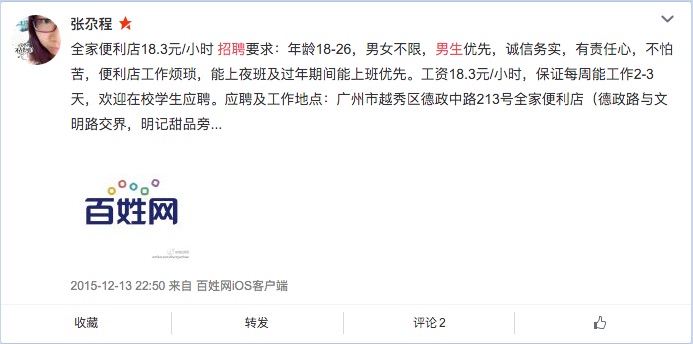 张尕程
全家便利店18.3元/小时 招聘要求：年龄18-26，男女不限，男生优先，诚信务实，有责任心，不怕
苦，便利店工作烦琐，能上夜班及过年期间能上班优先。工资18.3元/小时，保证每周能工作2-3
天，欢迎在校学生应聘。应聘及工作地点：广州市越秀区德政中路213号全家便利店（德政路与文
明路交界，明记甜品旁...
百姓网
2015-12-13 22:50 来自 百姓网iOS客户端
收藏
转发
评论 2